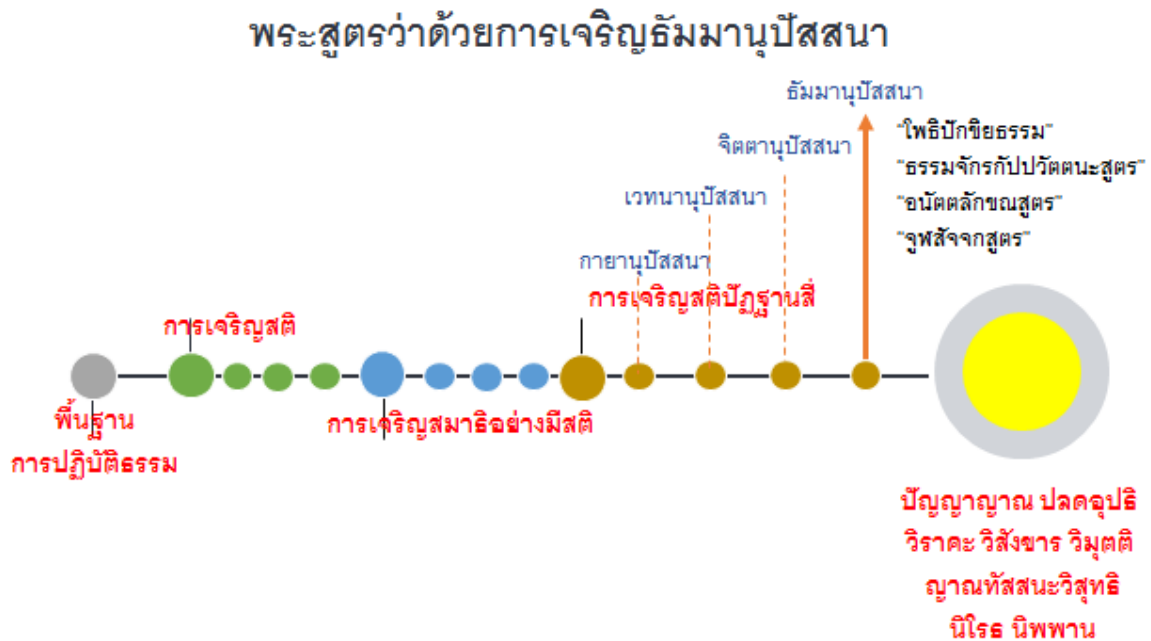 พระสูตรว่าด้วยการเจริญธัมมานุปัสสนา
ธัมมานุปัสสนา
"โพธิปักขิยธรรม"
จิตตานุปัสสนา
"ธรรมจักรกัปปวัตตนะสูตร"
เวทนานุปัสสนา
"อนัตตลักขณสูตร"
"จูฬสัจจกสูตร"
กายานุปัสสนา
การเจริญสติปัฏฐานสี่
การเจริญสติ
พื้นฐาน
การปฏิบัติธรรม
การเจริญสมาธิอย่างมีสติ
ปัญญาญาณ ปลดอุปธิ
วิราคะ วิสังขาร วิมุตติ
ญาณทัสสนะวิสุทธิ
นิโรธ นิพพาน